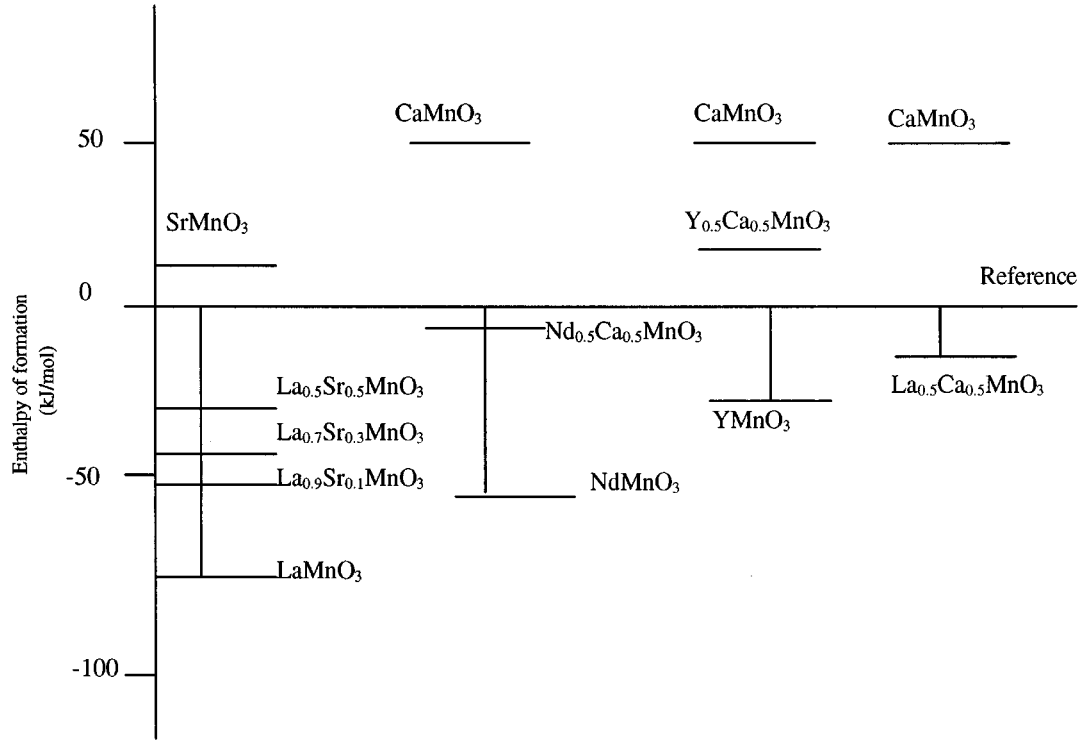 CaMnO₃
CaMnO₃
CaMnO₃
50
SrMnO₃
Y₀.₅Ca₀.₅MnO₃
Reference
0
Nd₀.₅Ca₀.₅MnO₃
Enthalpy of formation
(kJ/mol)
La₀.₅Sr₀.₅MnO₃
La₀.₅Ca₀.₅MnO₃
YMnO₃
La₀.₇Sr₀.₃MnO₃
-50
La₀.₉Sr₀.₁MnO₃
NdMnO₃
LaMnO₃
-100